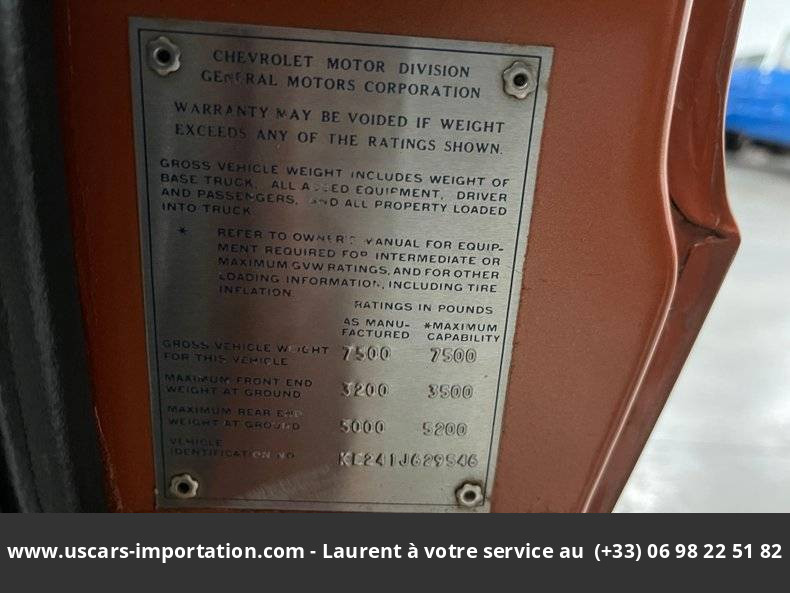 CHEVROLET MOTOR DIVISION
GENERAL MOTORS CORPORATION
WARRANTY MAY BE VOIDED IF WEIGHT
EXCEEDS ANY OF THE RATINGS SHOWN.
GROSS VEHICLE WEIGHT INCLUDES WEIGHT OF
BASE TRUCK, ALL ADDED EQUIPMENT, DRIVER
AND PASSENGERS, AND ALL PROPERTY LOADED
INTO TRUCK
* REFER TO OWNER'S MANUAL FOR EQUIP-
MENT REQUIRED FOR INTERMEDIATE OR
MAXIMUM GVW RATINGS, AND FOR OTHER
LOADING INFORMATION, INCLUDING TIRE
INFLATION
RATINGS IN POUNDS
AS MANU- *MAXIMUM
FACTURED CAPABILITY
GROSS VEHICLE WEIGHT 7500 7500
FOR THIS VEHICLE
MAXIMUM FRONT END
WEIGHT AT GROUND 3200 3500
MAXIMUM REAR END
WEIGHT AT GROUND 5000 5200
VEHICLE
IDENTIFICATION NO KE241J629546
www.uscars-importation.com - Laurent à votre service au (+33) 06 98 22 51 82